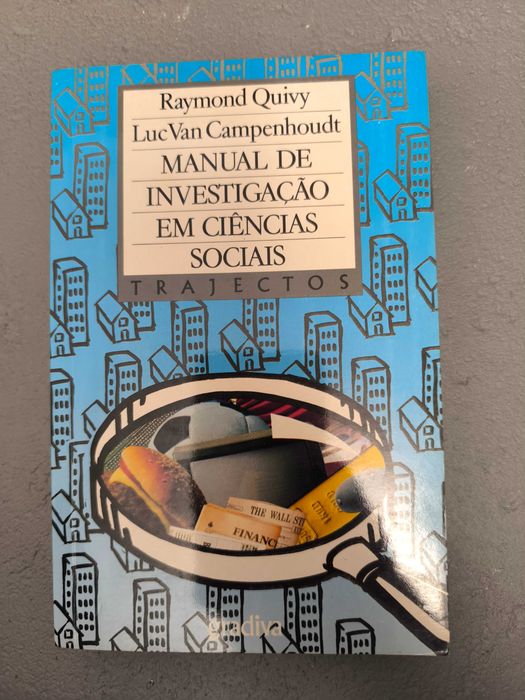 Raymond Quivy
Luc Van Campenhoudt
MANUAL DE
INVESTIGAÇÃO
EM CIÊNCIAS
SOCIAIS
TRAJECTOS
THE WALL ST
FINANC
gradiva